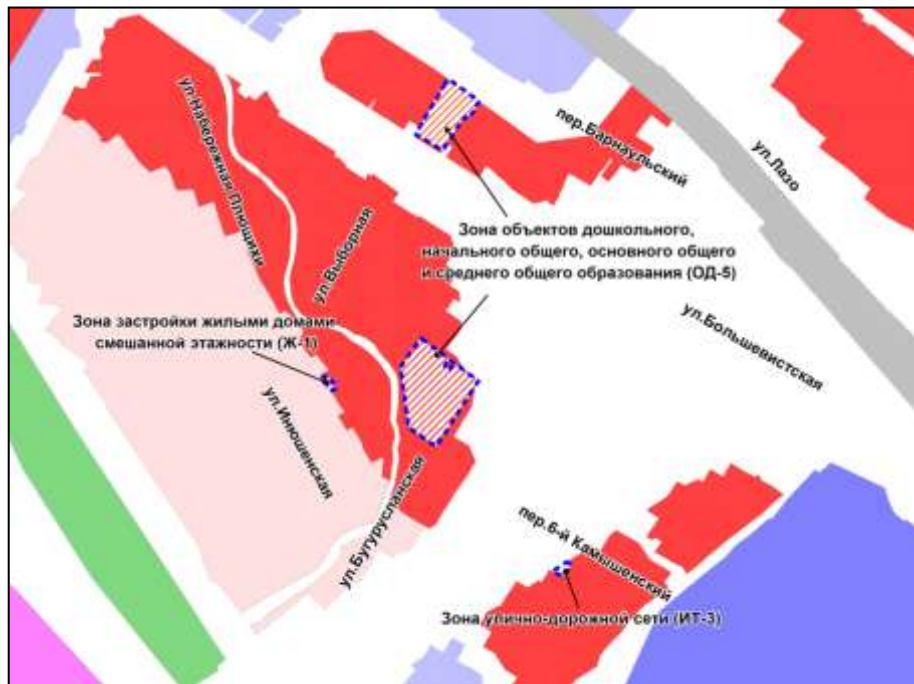 ул.Набережная Плющихи
пер.Барнаульский
ул.Лазо
ул.Выборная
Зона объектов дошкольного,
начального общего, основного общего
и среднего общего образования (ОД-5)
Зона застройки жилыми домами
смешанной этажности (Ж-1)
ул.Большевистская
ул.Инюшенская
ул.Бугурусланская
пер.6-й Камышенский
Зона улично-дорожной сети (ИТ-3)